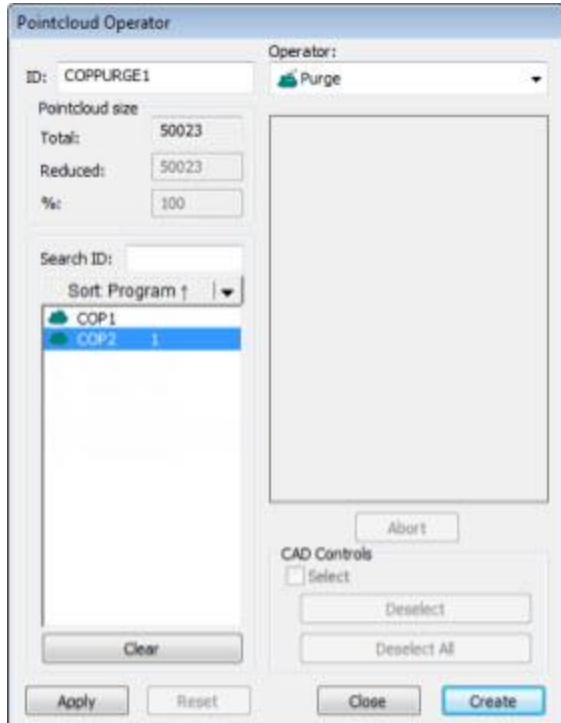 Pointcloud Operator
ID: COPPURGE1
Operator:
Purge
Pointcloud size
Total: 50023
Reduced: 50023
%: 100
Search ID:
Sort Program ↑
COP1
COP2 1
Clear
Abort
CAD Controls
Select
Deselect
Deselect All
Apply Reset Close Create